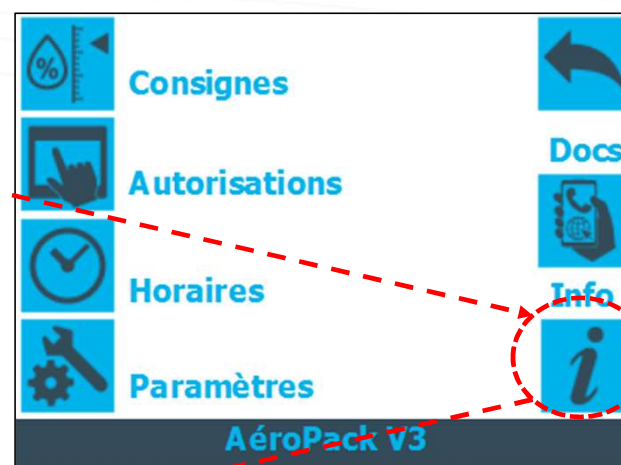 %
Consignes
Docs
Autorisations
Horaires
Info
i
Paramètres
AéroPack V3